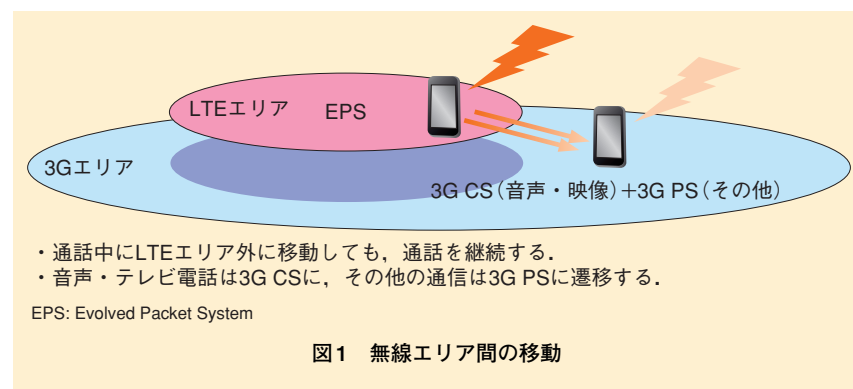 LTEエリア EPS
3Gエリア
3G CS（音声・映像）＋3G PS（その他）
・通話中にLTEエリア外に移動しても，通話を継続する．
・音声・テレビ電話は3G CSに，その他の通信は3G PSに遷移する．
EPS: Evolved Packet System
図1 無線エリア間の移動